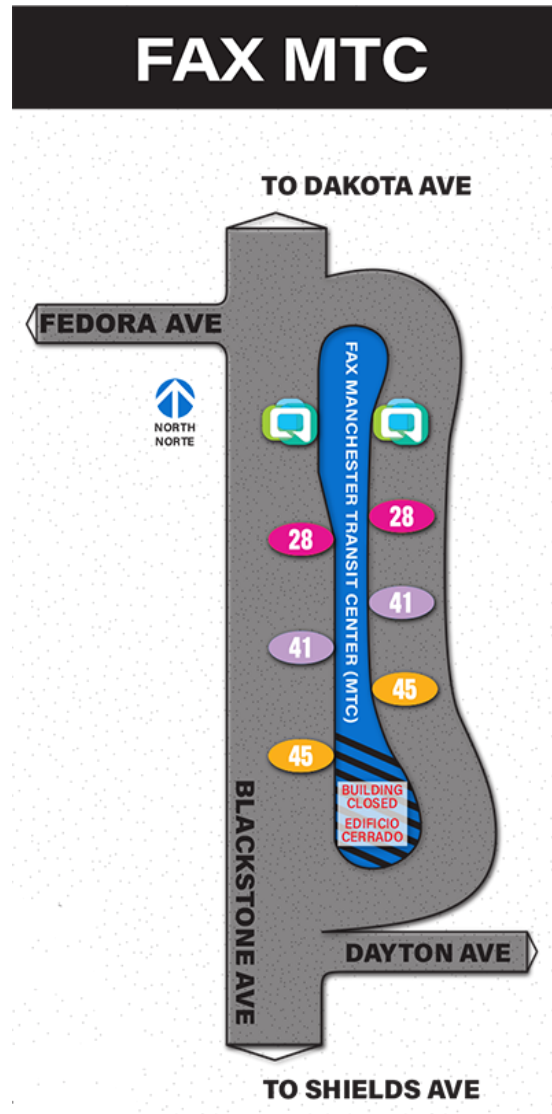 FAX MTC
TO DAKOTA AVE
FEDORA AVE
NORTH
NORTE
FAX MANCHESTER TRANSIT CENTER (MTC)
28
28
41
41
45
45
BUILDING
CLOSED
EDIFICIO
CERRADO
BLACKSTONE AVE
DAYTON AVE
TO SHIELDS AVE